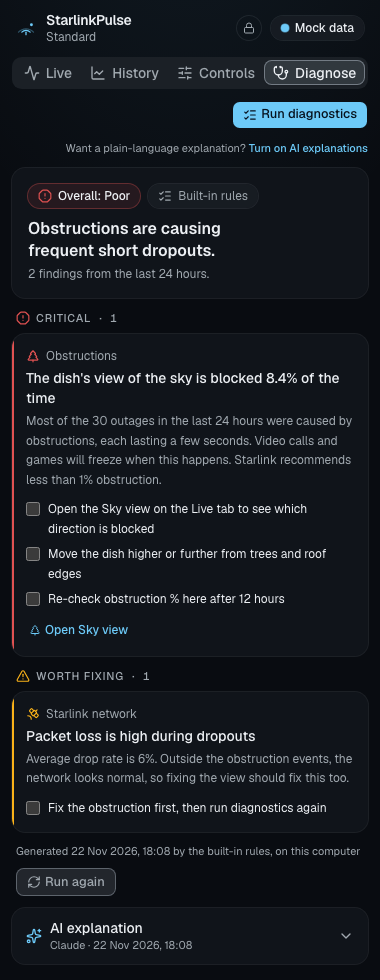 StarlinkPulse
Standard
Mock data
Live
History
Controls
Diagnose
Run diagnostics
Want a plain-language explanation? Turn on AI explanations
Overall: Poor
Built-in rules
Obstructions are causing
frequent short dropouts.
2 findings from the last 24 hours.
CRITICAL · 1
Obstructions
The dish's view of the sky is blocked 8.4% of the
time
Most of the 30 outages in the last 24 hours were caused by
obstructions, each lasting a few seconds. Video calls and
games will freeze when this happens. Starlink recommends
less than 1% obstruction.
Open the Sky view on the Live tab to see which
direction is blocked
Move the dish higher or further from trees and roof
edges
Re-check obstruction % here after 12 hours
Open Sky view
WORTH FIXING · 1
Starlink network
Packet loss is high during dropouts
Average drop rate is 6%. Outside the obstruction events, the
network looks normal, so fixing the view should fix this too.
Fix the obstruction first, then run diagnostics again
Generated 22 Nov 2026, 18:08 by the built-in rules, on this computer
Run again
AI explanation
Claude · 22 Nov 2026, 18:08